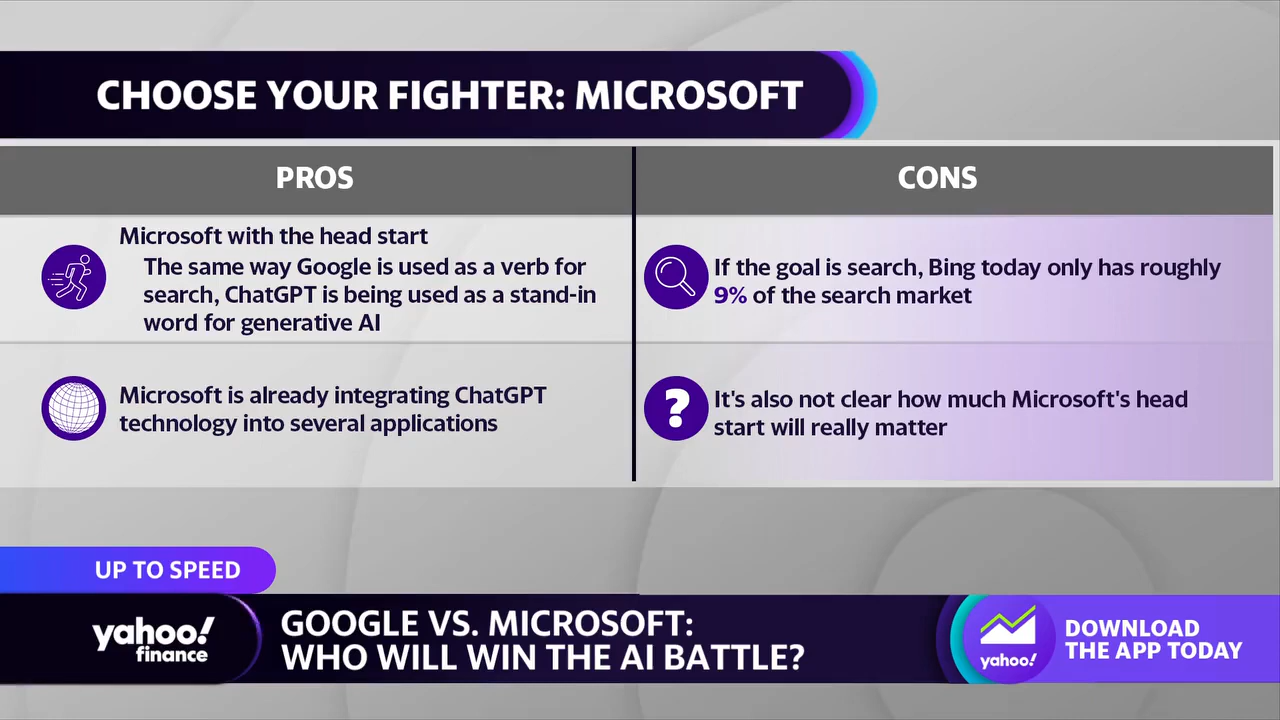 CHOOSE YOUR FIGHTER: MICROSOFT
PROS
Microsoft with the head start
The same way Google is used as a verb for
search, ChatGPT is being used as a stand-in
word for generative AI
Microsoft is already integrating ChatGPT
technology into several applications
CONS
If the goal is search, Bing today only has roughly
9% of the search market
?
It's also not clear how much Microsoft's head
start will really matter
UP TO SPEED
yahoo!
finance
GOOGLE VS. MICROSOFT:
WHO WILL WIN THE AI BATTLE?
yahoo!
DOWNLOAD
THE APP TODAY